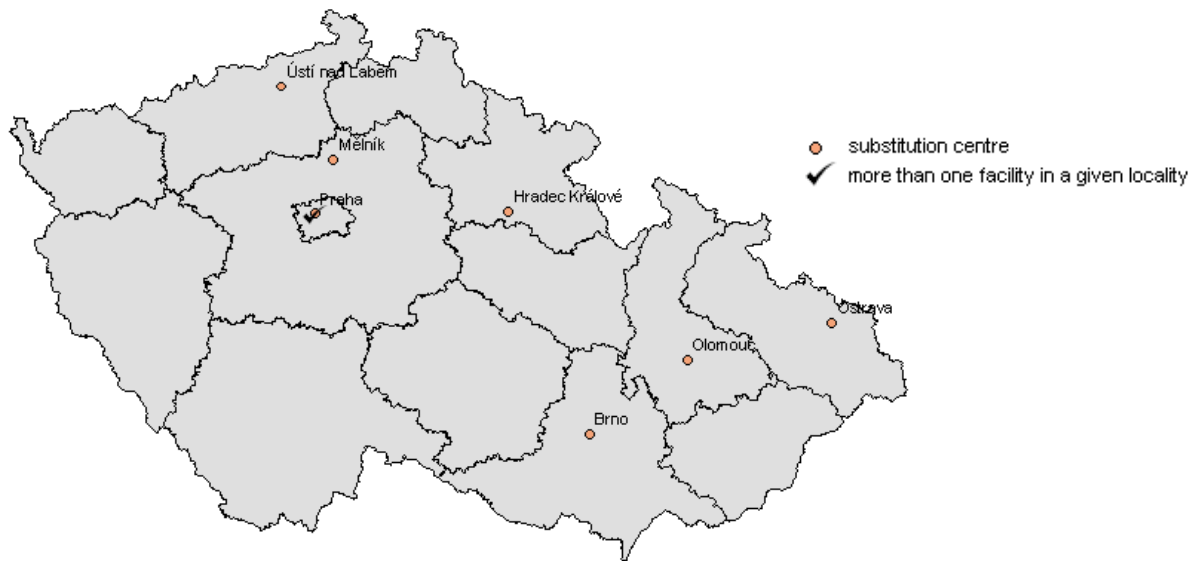 Ústí nad Labem
Mělník
substitution centre
more than one facility in a given locality
Praha
Hradec Králové
Ostrava
Olomouc
Brno